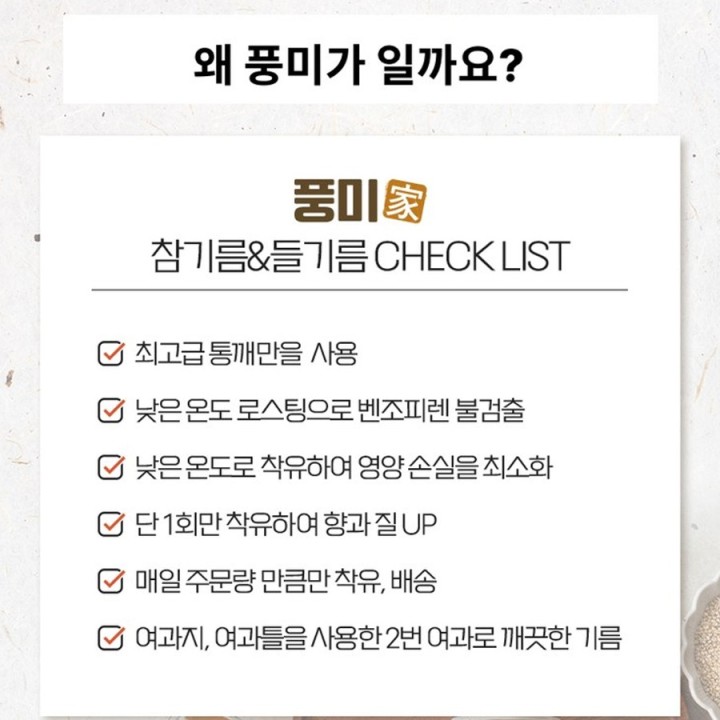 왜 풍미가 일까요?
풍미家
참기름&들기름 CHECK LIST
최고급 통깨만을 사용
낮은 온도 로스팅으로 벤조피렌 불검출
낮은 온도로 착유하여 영양 손실을 최소화
단 1회만 착유하여 향과 질 UP
매일 주문량 만큼만 착유, 배송
여과지, 여과틀을 사용한 2번 여과로 깨끗한 기름